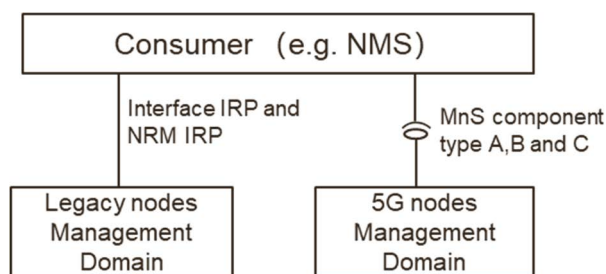 Consumer (e.g. NMS)
Interface IRP and
NRM IRP
MnS component
type A,B and C
Legacy nodes
Management
Domain
5G nodes
Management
Domain